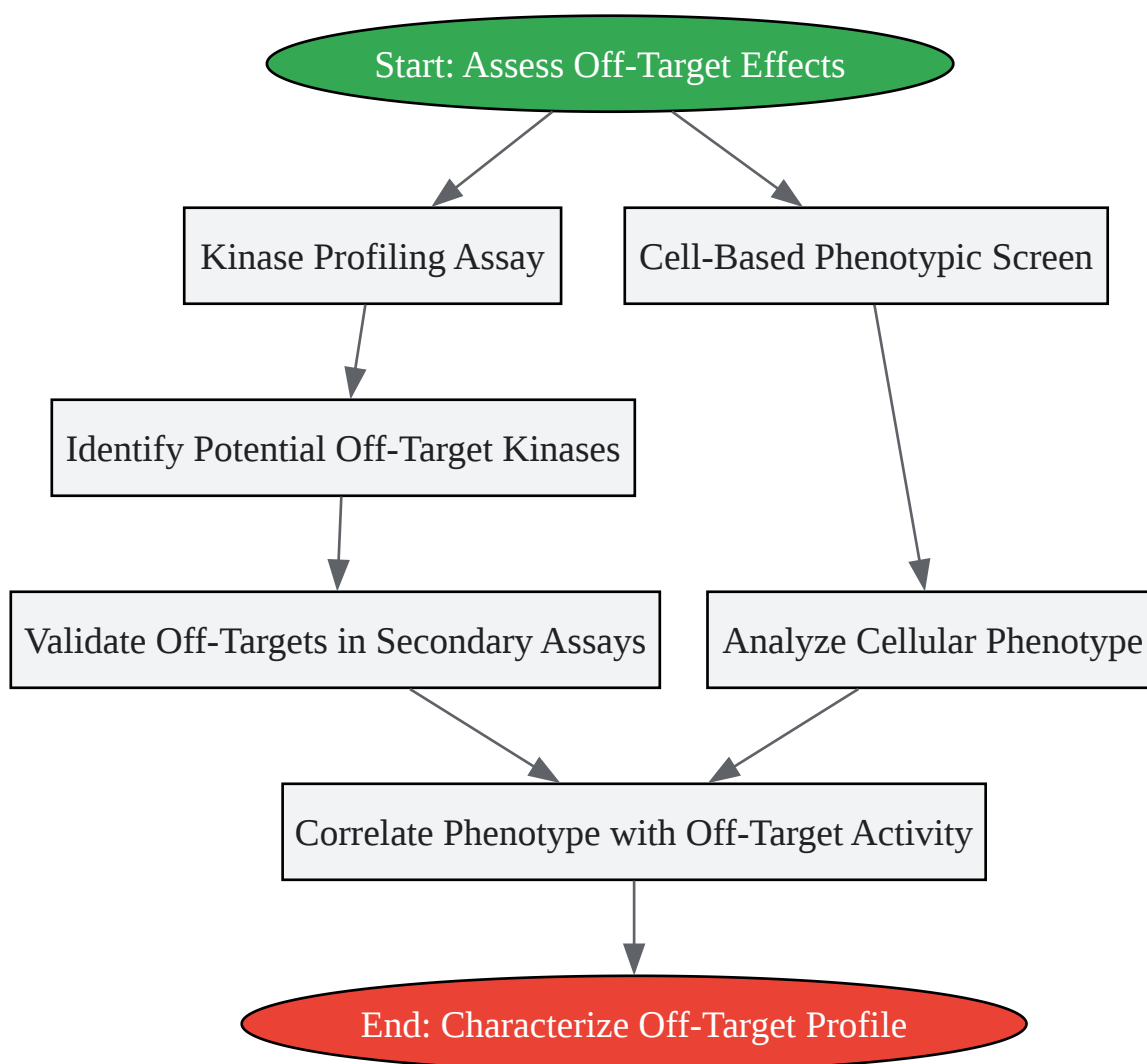 Start: Assess Off-Target Effects
Kinase Profiling Assay
Cell-Based Phenotypic Screen
Identify Potential Off-Target Kinases
Validate Off-Targets in Secondary Assays
Analyze Cellular Phenotype
Correlate Phenotype with Off-Target Activity
End: Characterize Off-Target Profile